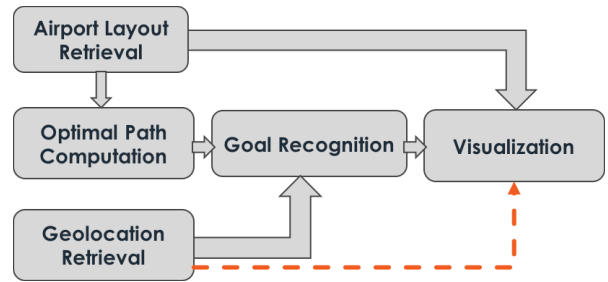 Airport Layout
Retrieval
Optimal Path
Computation
Goal Recognition
Visualization
Geolocation
Retrieval